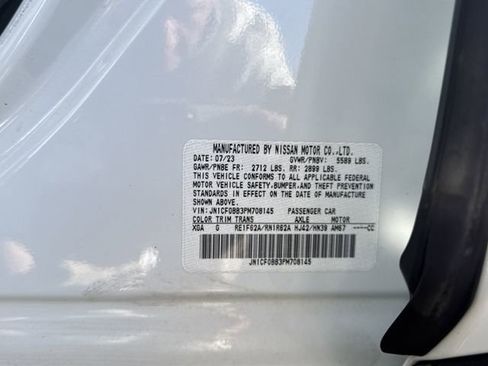 MANUFACTURED BY NISSAN MOTOR CO.,LTD.
DATE: 07/23 GVWR/PNBV: 5589 LBS.
GAWR/PNBE FR: 2712 LBS. RR: 2899 LBS.
THIS VEHICLE CONFORMS TO ALL APPLICABLE FEDERAL
MOTOR VEHICLE SAFETY,BUMPER,AND THEFT PREVENTION
STANDARDS IN EFFECT ON THE DATE OF MANUFACTURE
SHOWN ABOVE.
VIN: JN1CF0BB3PM708145 PASSENGER CAR
COLOR TRIM TRANS AXLE MOTOR
XGA G RE1F62A/RN1R62A HJ42/HN39 AM67 ----CC
JN1CF0BB3PM708145